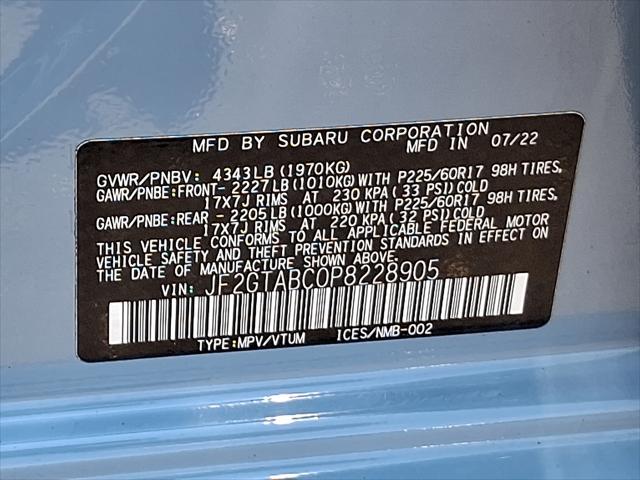 MFD BY SUBARU CORPORATION
MFD IN 07/22
GVWR/PNBV: 4343LB(1970KG)
GAWR/PNBE:FRONT-2227LB(1010KG)WITH P225/60R17 98H TIRES,
17X7J RIMS AT 230 KPA(33 PSI)COLD
GAWR/PNBE:REAR -2205LB(1000KG)WITH P225/60R17 98H TIRES,
17X7J RIMS AT 220 KPA(32 PSI)COLD
THIS VEHICLE CONFORMS TO ALL APPLICABLE FEDERAL MOTOR
VEHICLE SAFETY AND THEFT PREVENTION STANDARDS IN EFFECT ON
THE DATE OF MANUFACTURE SHOWN ABOVE.
VIN: JF2GTABC0P8228905
TYPE:MPV/VTUM ICES/NMB-002